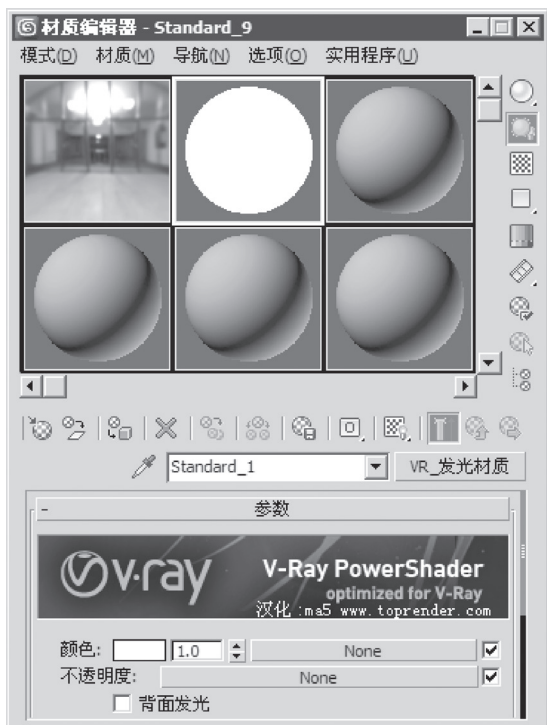 材质编辑器 - Standard_9
模式(D) 材质(M) 导航(N) 选项(O) 实用程序(U)
Standard_1 VR_发光材质
- 参数
v·ray V-Ray PowerShader
optimized for V-Ray
汉化:ma5 www.toprender.com
颜色: 1.0 None
不透明度: None
背面发光